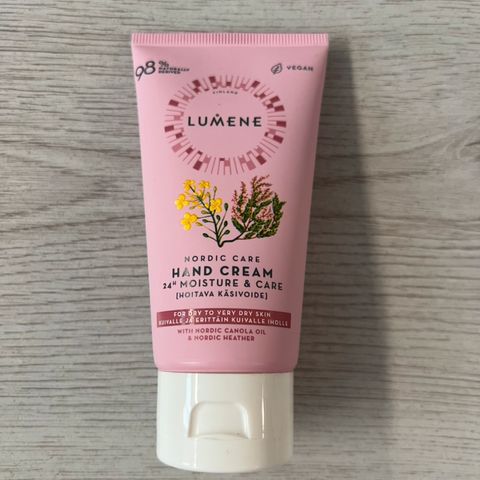 98 % NATURALLY DERIVED
VEGAN
FINLAND
LUMENE
NORDIC CARE
HAND CREAM
24H MOISTURE & CARE
[HOITAVA KÄSIVOIDE]
FOR DRY TO VERY DRY SKIN
KUIVALLE JA ERITTÄIN KUIVALLE IHOLLE
WITH NORDIC CANOLA OIL
& NORDIC HEATHER